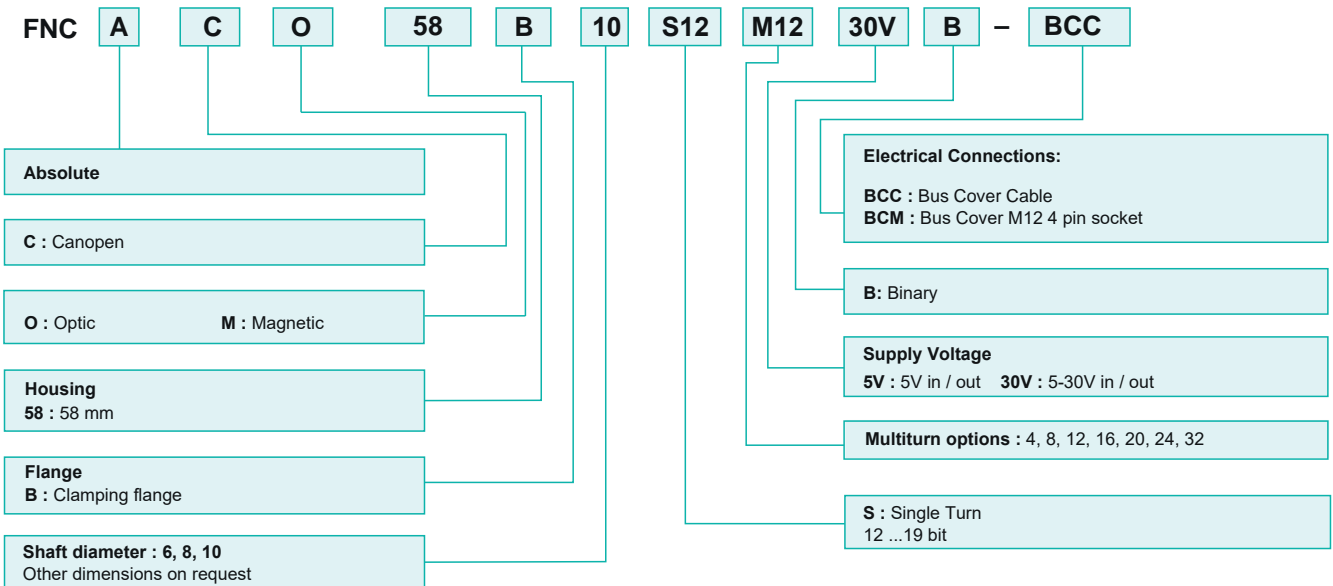 FNC A C O 58 B 10 S12 M12 30V B – BCC
Absolute
C : Canopen
O : Optic M : Magnetic
Housing
58 : 58 mm
Flange
B : Clamping flange
Shaft diameter : 6, 8, 10
Other dimensions on request
Electrical Connections:
BCC : Bus Cover Cable
BCM : Bus Cover M12 4 pin socket
B: Binary
Supply Voltage
5V : 5V in / out 30V : 5-30V in / out
Multiturn options : 4, 8, 12, 16, 20, 24, 32
S : Single Turn
12 ...19 bit